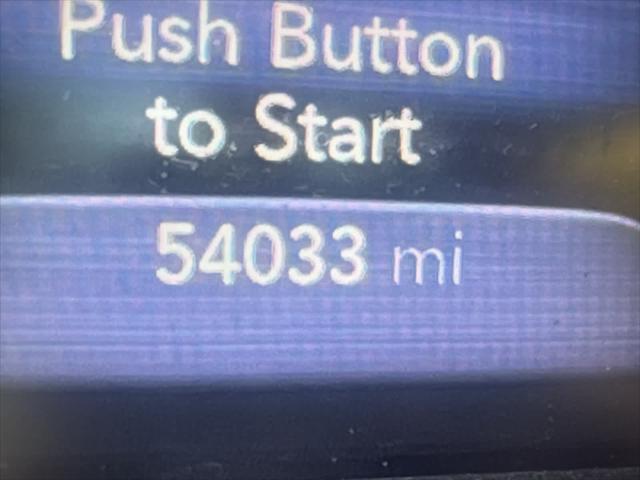 Push Button
to Start
54033 mi